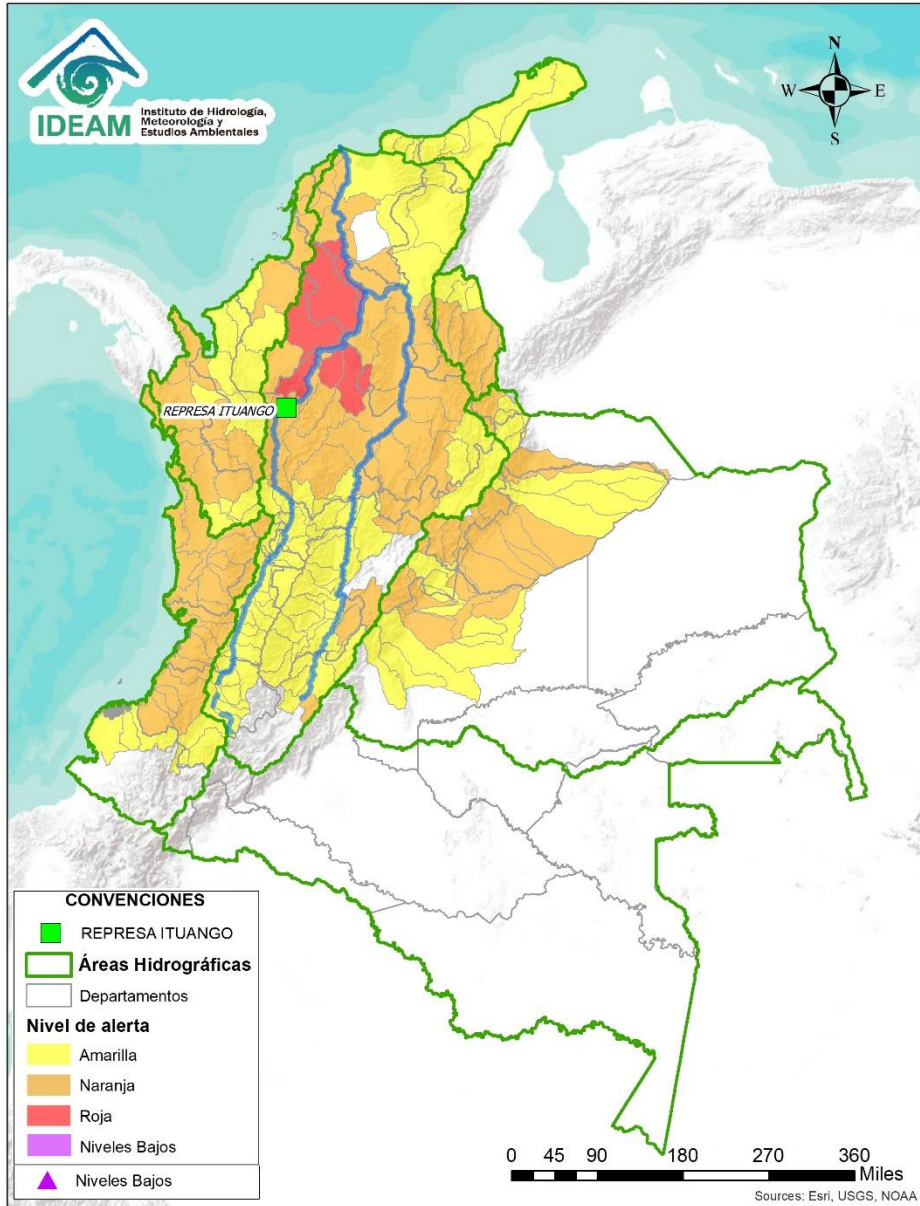 IDEAM
Instituto de Hidrología,
Meteorología y
Estudios Ambientales
N
W
E
S
REPRESA ITUANGO
CONVENCIONES
REPRESA ITUANGO
Áreas Hidrográficas
Departamentos
Nivel de alerta
Amarilla
Naranja
Roja
Niveles Bajos
Niveles Bajos
0 45 90 180 270 360
Miles
Sources: Esri, USGS, NOAA